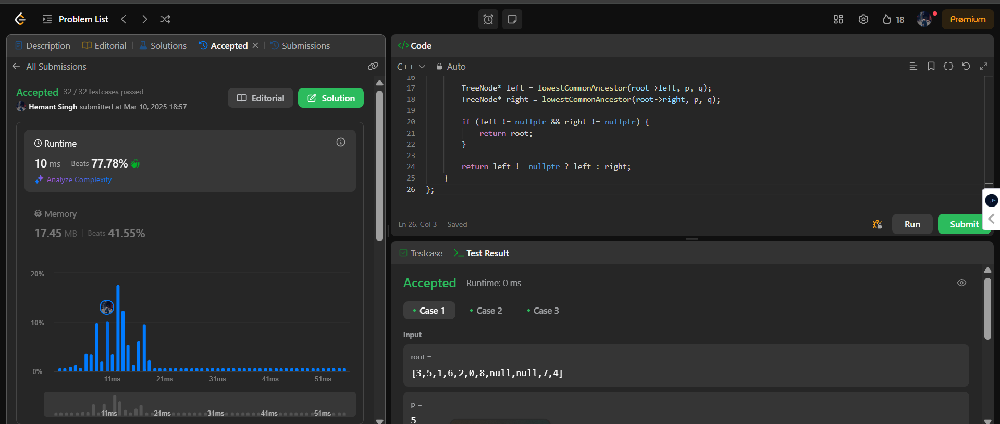 Problem List
18
Premium
Description
Editorial
Solutions
Accepted
Submissions
All Submissions
Accepted 32 / 32 testcases passed
Hemant Singh submitted at Mar 10, 2025 18:57
Editorial
Solution
Runtime
10 ms Beats 77.78%
Analyze Complexity
Memory
17.45 MB Beats 41.55%
20%
10%
0%
11ms 21ms 31ms 41ms 51ms
11ms 21ms 31ms 41ms 51ms
</> Code
C++ Auto
16
17 TreeNode* left = lowestCommonAncestor(root->left, p, q);
18 TreeNode* right = lowestCommonAncestor(root->right, p, q);
19
20 if (left != nullptr && right != nullptr) {
21 return root;
22 }
23
24 return left != nullptr ? left : right;
25 }
26 };
Ln 26, Col 3 Saved
Run
Submit
Testcase
Test Result
Accepted Runtime: 0 ms
Case 1
Case 2
Case 3
Input
root =
[3,5,1,6,2,0,8,null,null,7,4]
p =
5